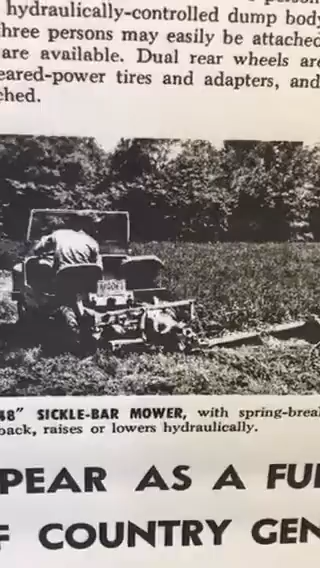 hydraulically-controlled dump body
three persons may easily be attached
are available. Dual rear wheels are
eared-power tires and adapters, and
ched.
48" SICKLE-BAR MOWER, with spring-break
back, raises or lowers hydraulically.
PEAR AS A FUL
F COUNTRY GEN